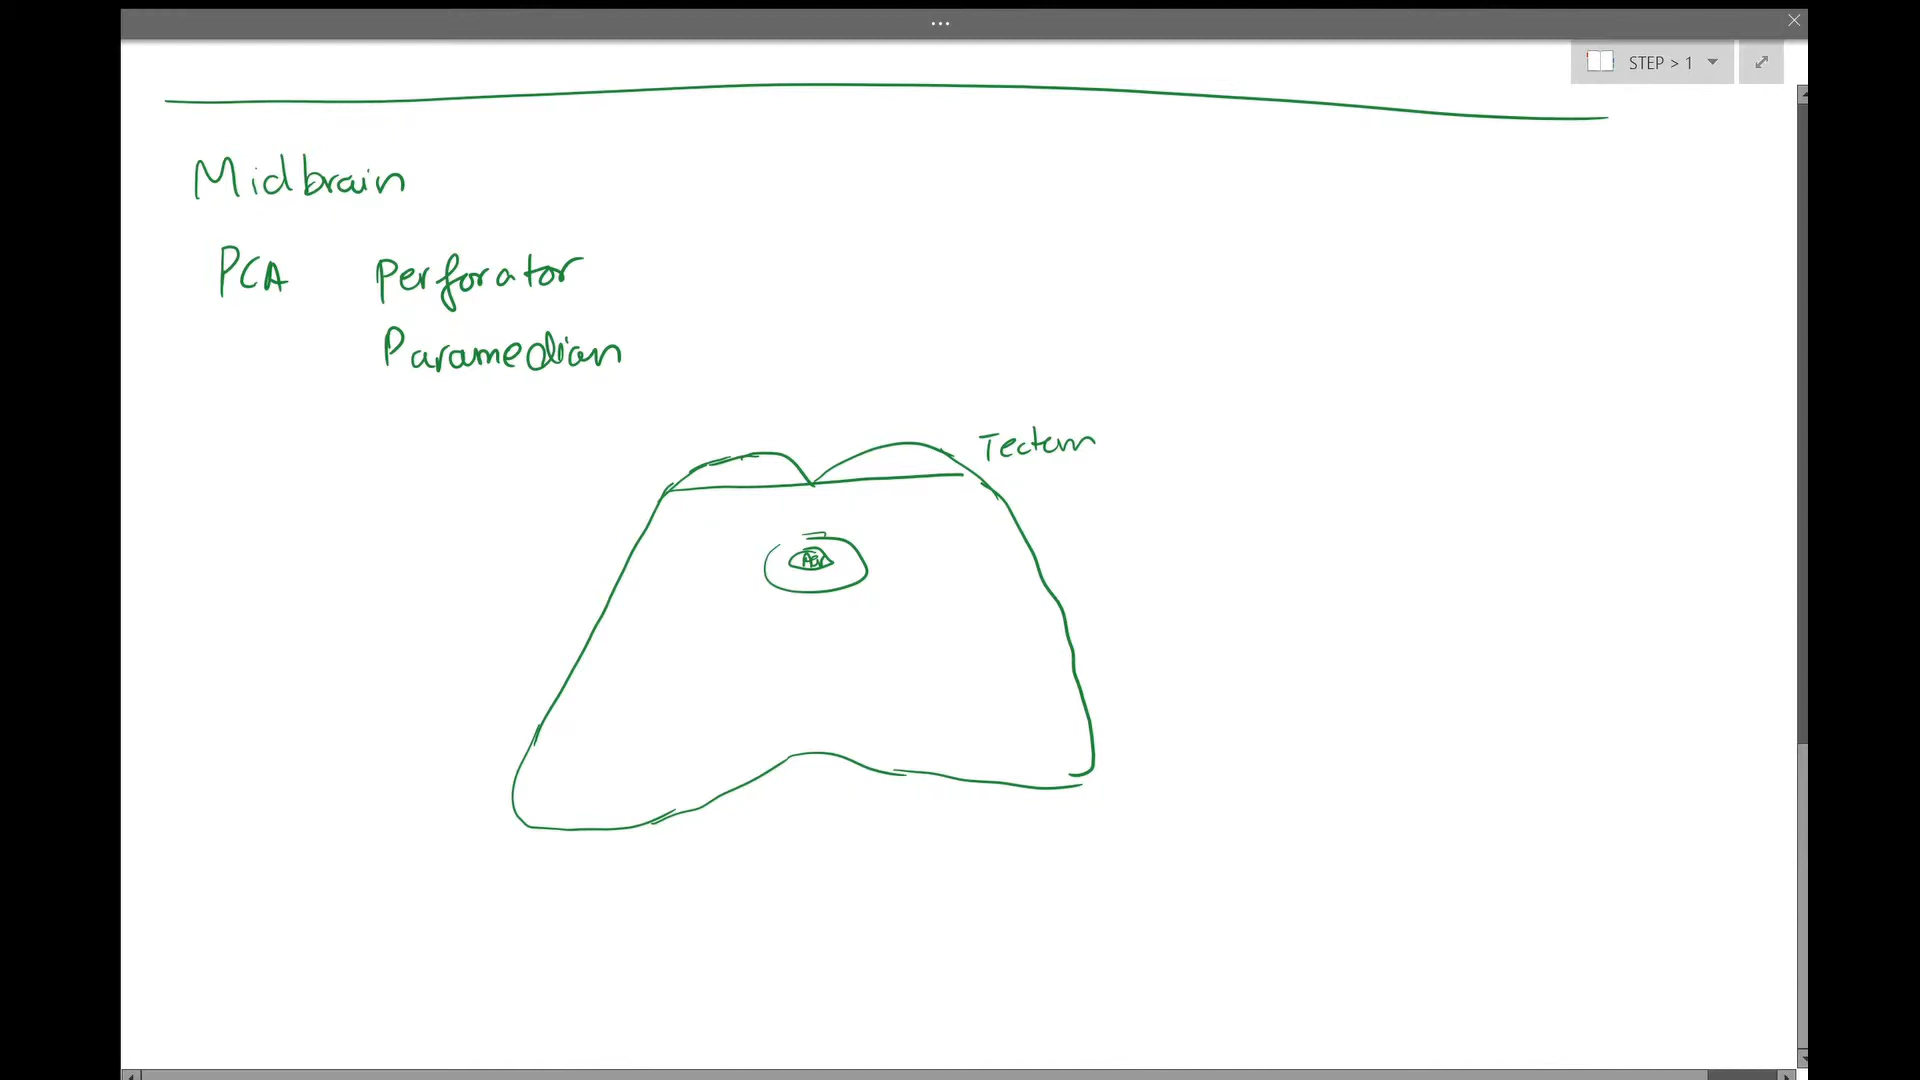 STEP > 1
Midbrain
PCA Perforator
Paramedian
Tectum